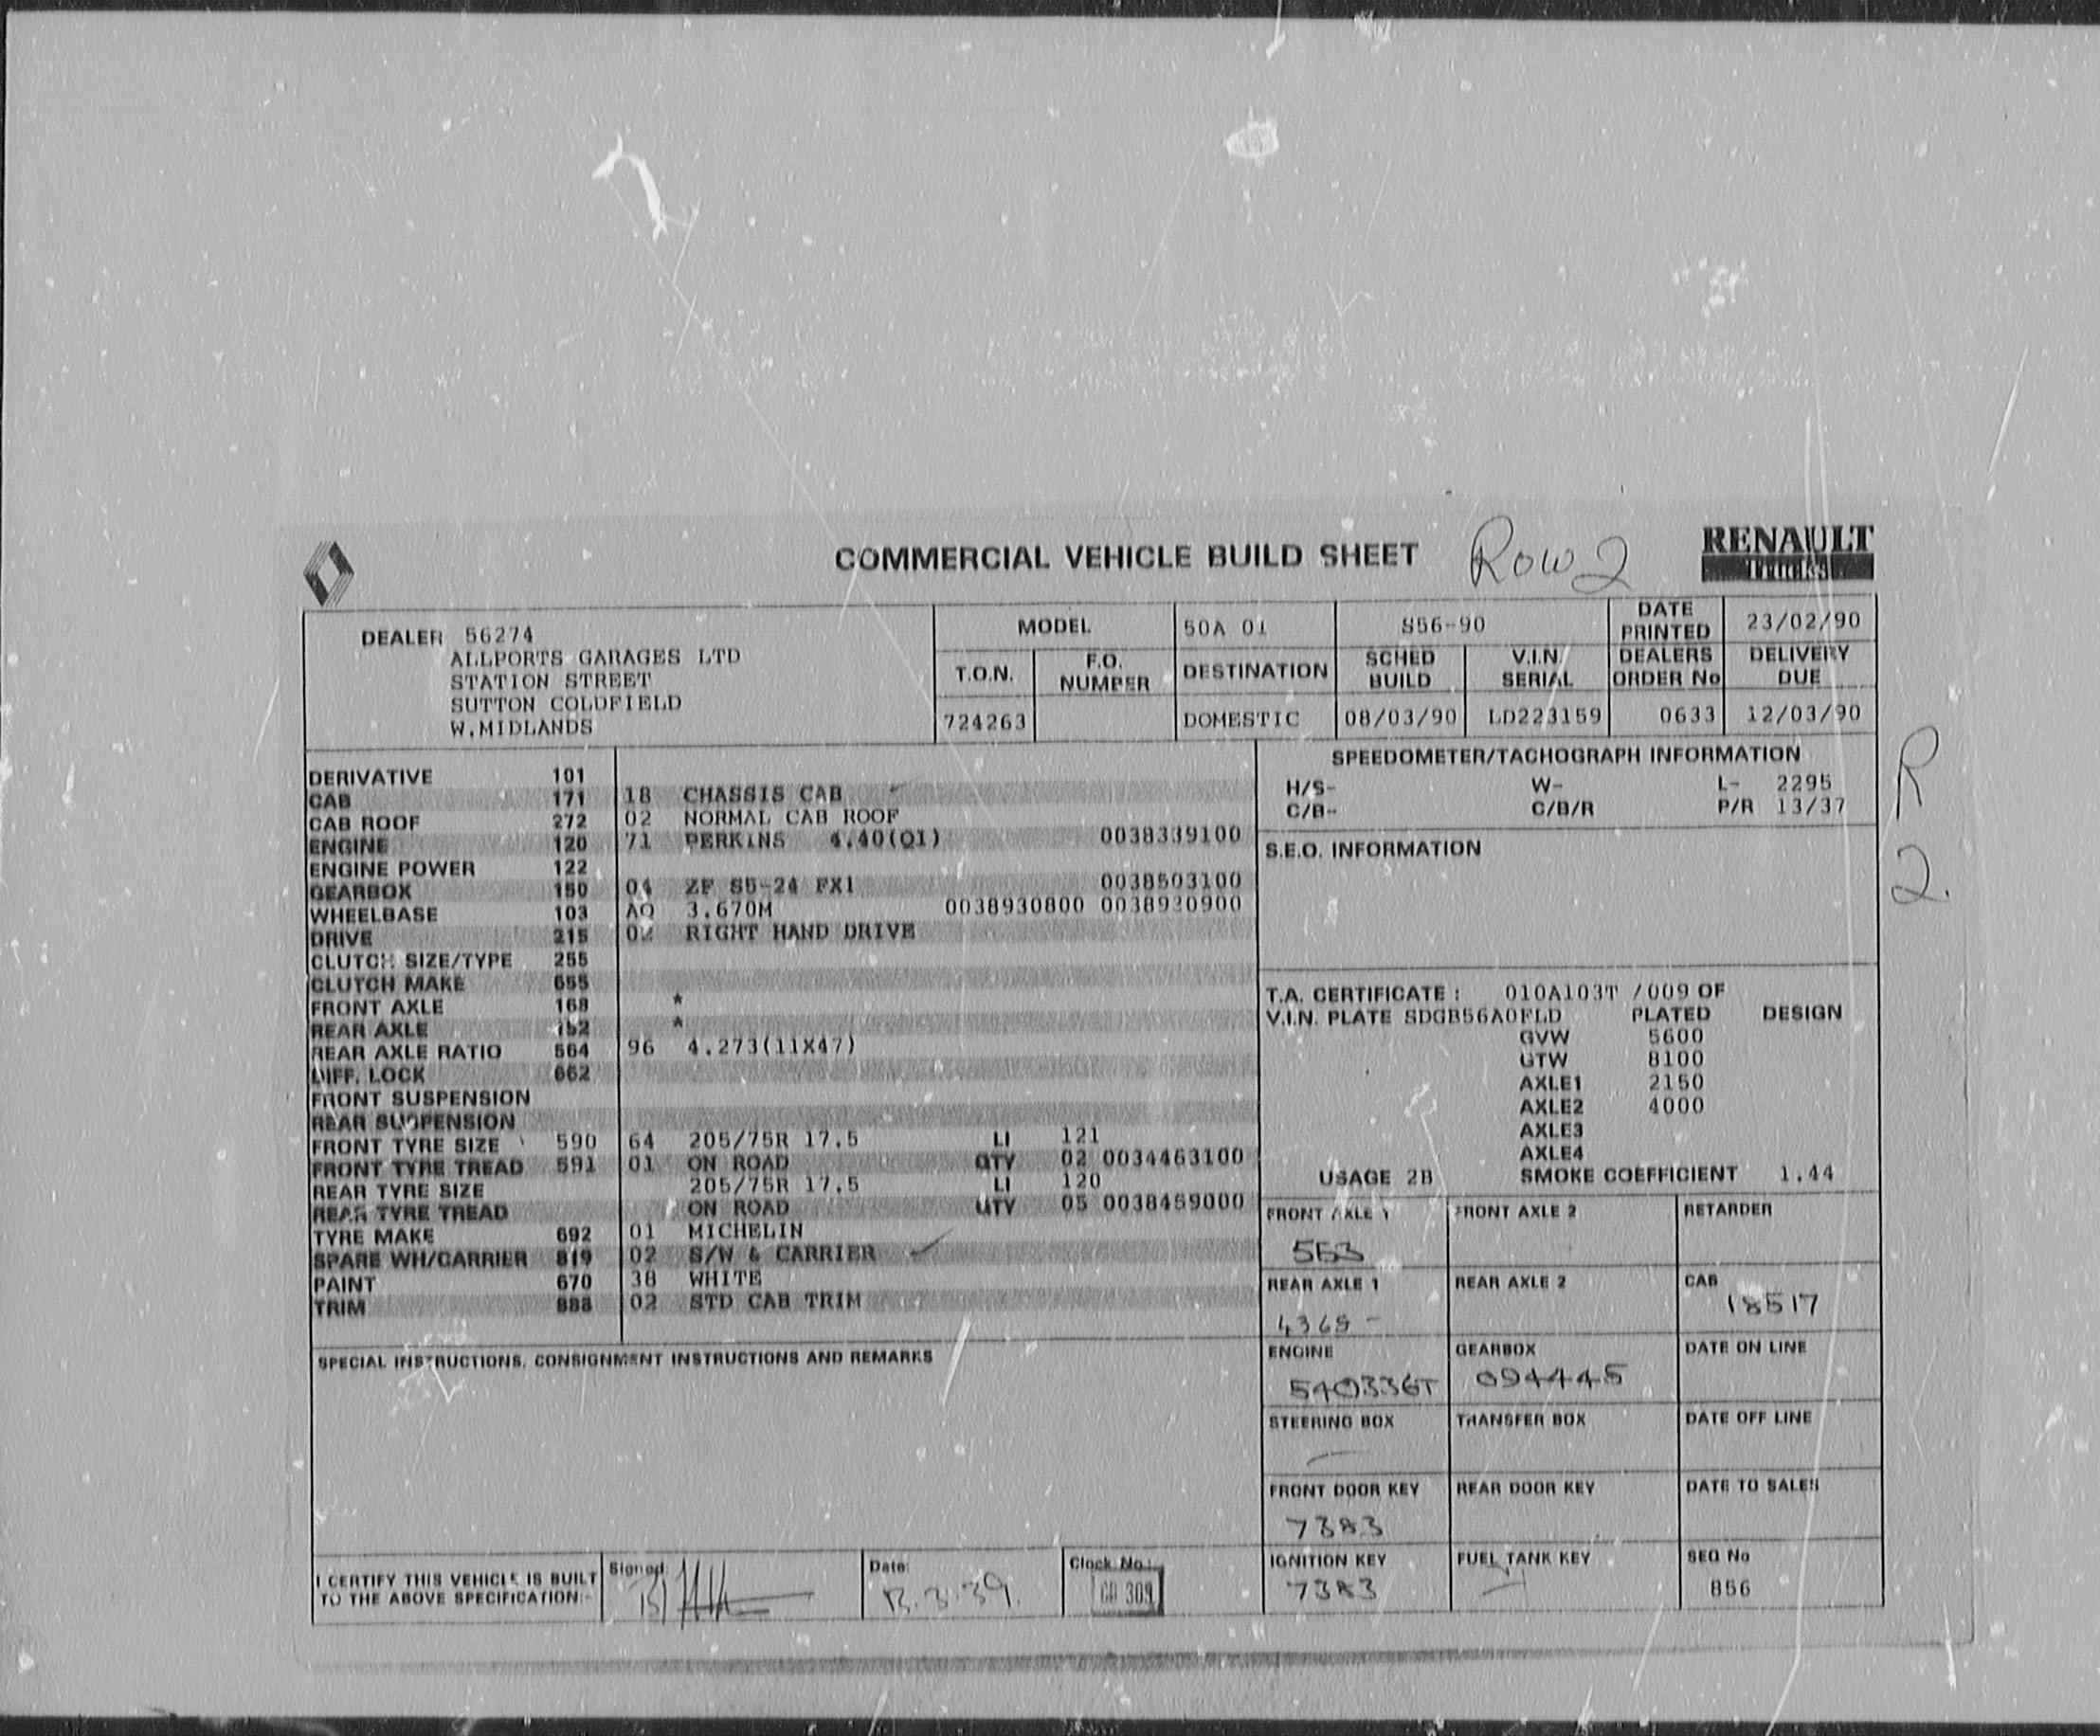 COMMERCIAL VEHICLE BUILD SHEET Row 2
RENAULT
Trucks
DEALER 56274
ALLPORTS GARAGES LTD
STATION STREET
SUTTON COLDFIELD
W.MIDLANDS
MODEL 50A 01 S56-90
DATE PRINTED 23/02/90
T.O.N. 724263
F.O. NUMBER
DESTINATION DOMESTIC
SCHED BUILD 08/03/90
V.I.N SERIAL LD223159
DEALERS ORDER No 0633
DELIVERY DUE 12/03/90
DERIVATIVE 101
CAB 171 18 CHASSIS CAB
CAB ROOF 272 02 NORMAL CAB ROOF
ENGINE 120 71 PERKINS 4.40(Q1) 0038339100
ENGINE POWER 122
GEARBOX 150 04 ZF S5-24 FX1 0038503100
WHEELBASE 103 AQ 3.670M 0038930800 0038930900
DRIVE 215 02 RIGHT HAND DRIVE
CLUTCH SIZE/TYPE 255
CLUTCH MAKE 655
FRONT AXLE 168 *
REAR AXLE 152 *
REAR AXLE RATIO 564 96 4.273(11X47)
DIFF. LOCK 662
FRONT SUSPENSION
REAR SUSPENSION
FRONT TYRE SIZE 590 64 205/75R 17.5 LI 121
FRONT TYRE TREAD 591 01 ON ROAD QTY 02 0034463100
REAR TYRE SIZE 205/75R 17.5 LI 120
REAR TYRE TREAD ON ROAD QTY 05 0038459000
TYRE MAKE 692 01 MICHELIN
SPARE WH/CARRIER 819 02 S/W & CARRIER
PAINT 670 38 WHITE
TRIM 888 02 STD CAB TRIM
SPECIAL INSTRUCTIONS, CONSIGNMENT INSTRUCTIONS AND REMARKS
SPEEDOMETER/TACHOGRAPH INFORMATION
H/S- W- L- 2295
C/B- C/B/R P/R 13/37
R
2.
S.E.O. INFORMATION
T.A. CERTIFICATE : 010A103T /009 OF
V.I.N. PLATE SDGB56A0FLD PLATED DESIGN
GVW 5600
GTW 8100
AXLE1 2150
AXLE2 4000
AXLE3
AXLE4
USAGE 2B SMOKE COEFFICIENT 1.44
FRONT AXLE 1 FRONT AXLE 2 RETARDER
553
REAR AXLE 1 REAR AXLE 2 CAB
18517
ENGINE GEARBOX DATE ON LINE
540336T 094445
STEERING BOX TRANSFER BOX DATE OFF LINE
FRONT DOOR KEY REAR DOOR KEY DATE TO SALES
7383
IGNITION KEY FUEL TANK KEY SEQ No
7383 856
I CERTIFY THIS VEHICLE IS BUILT
TO THE ABOVE SPECIFICATION:-
Signed:
Date:
Clock No.:
309